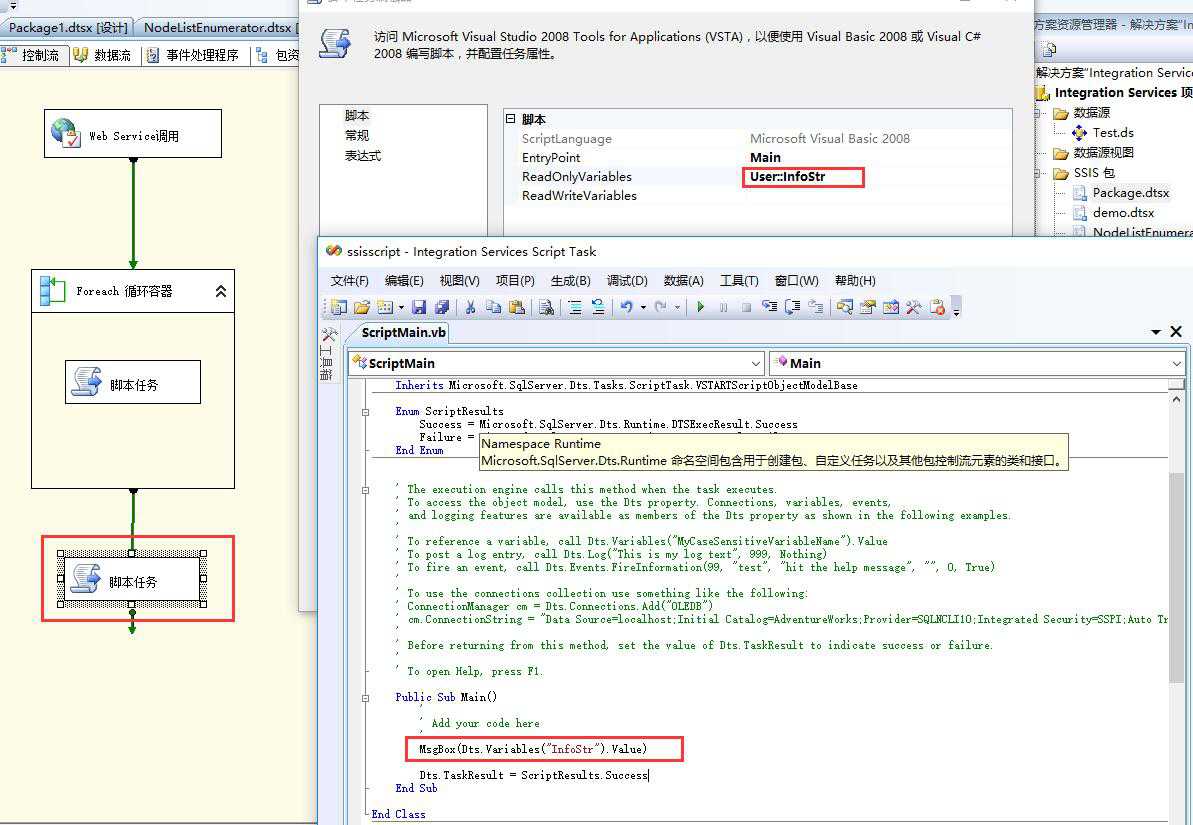 Package1.dtsx [设计]
NodeListEnumerator.dtsx [
控制流
数据流
事件处理程序
包资
Web Service调用
Foreach 循环容器
脚本任务
脚本任务
访问 Microsoft Visual Studio 2008 Tools for Applications (VSTA)，以便使用 Visual Basic 2008 或 Visual C#
2008 编写脚本，并配置任务属性。
脚本
常规
表达式
脚本
ScriptLanguage Microsoft Visual Basic 2008
EntryPoint Main
ReadOnlyVariables User::InfoStr
ReadWriteVariables
方案资源管理器 - 解决方案"In
解决方案"Integration Service
Integration Services 项
数据源
Test.ds
数据源视图
SSIS 包
Package.dtsx
demo.dtsx
NodeListEnumera
ssisscript - Integration Services Script Task
文件(F) 编辑(E) 视图(V) 项目(P) 生成(B) 调试(D) 数据(A) 工具(T) 窗口(W) 帮助(H)
工具箱
ScriptMain.vb
ScriptMain
Main
Inherits Microsoft.SqlServer.Dts.Tasks.ScriptTask.VSTARTScriptObjectModelBase
Enum ScriptResults
Success = Microsoft.SqlServer.Dts.Runtime.DTSExecResult.Success
Failure =
End Enum
Namespace Runtime
Microsoft.SqlServer.Dts.Runtime 命名空间包含用于创建包、自定义任务以及其他包控制流元素的类和接口。
' The execution engine calls this method when the task executes.
' To access the object model, use the Dts property. Connections, variables, events,
' and logging features are available as members of the Dts property as shown in the following examples.
'
' To reference a variable, call Dts.Variables("MyCaseSensitiveVariableName").Value
' To post a log entry, call Dts.Log("This is my log text", 999, Nothing)
' To fire an event, call Dts.Events.FireInformation(99, "test", "hit the help message", "", 0, True)
'
' To use the connections collection use something like the following:
' ConnectionManager cm = Dts.Connections.Add("OLEDB")
' cm.ConnectionString = "Data Source=localhost;Initial Catalog=AdventureWorks;Provider=SQLNCLI10;Integrated Security=SSPI;Auto Tr
'
' Before returning from this method, set the value of Dts.TaskResult to indicate success or failure.
'
' To open Help, press F1.
Public Sub Main()
'
' Add your code here
'
MsgBox(Dts.Variables("InfoStr").Value)
Dts.TaskResult = ScriptResults.Success
End Sub
End Class